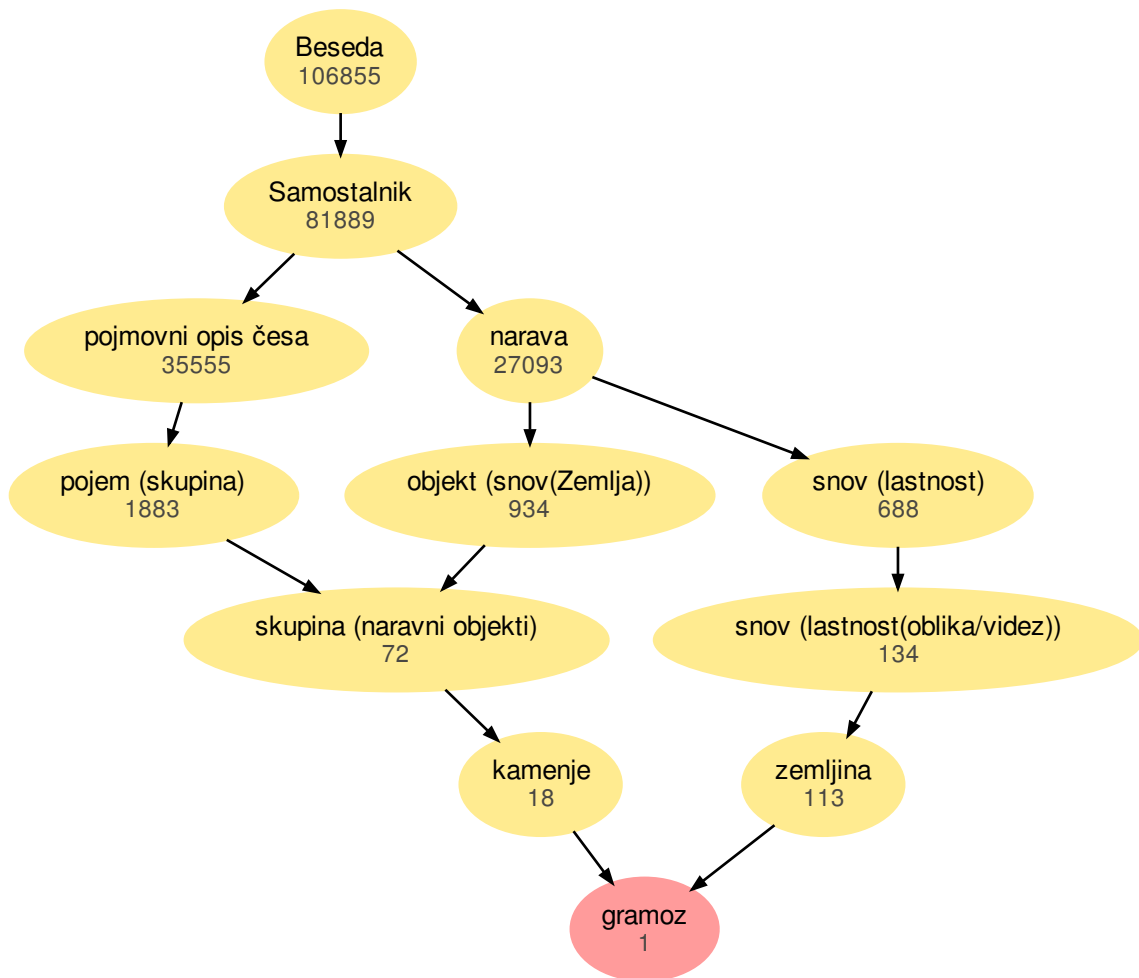 Beseda
106855
Samostalnik
81889
pojmovni opis česa
35555
narava
27093
pojem (skupina)
1883
objekt (snov(Zemlja))
934
snov (lastnost)
688
skupina (naravni objekti)
72
snov (lastnost(oblika/videz))
134
kamenje
18
zemljina
113
gramoz
1